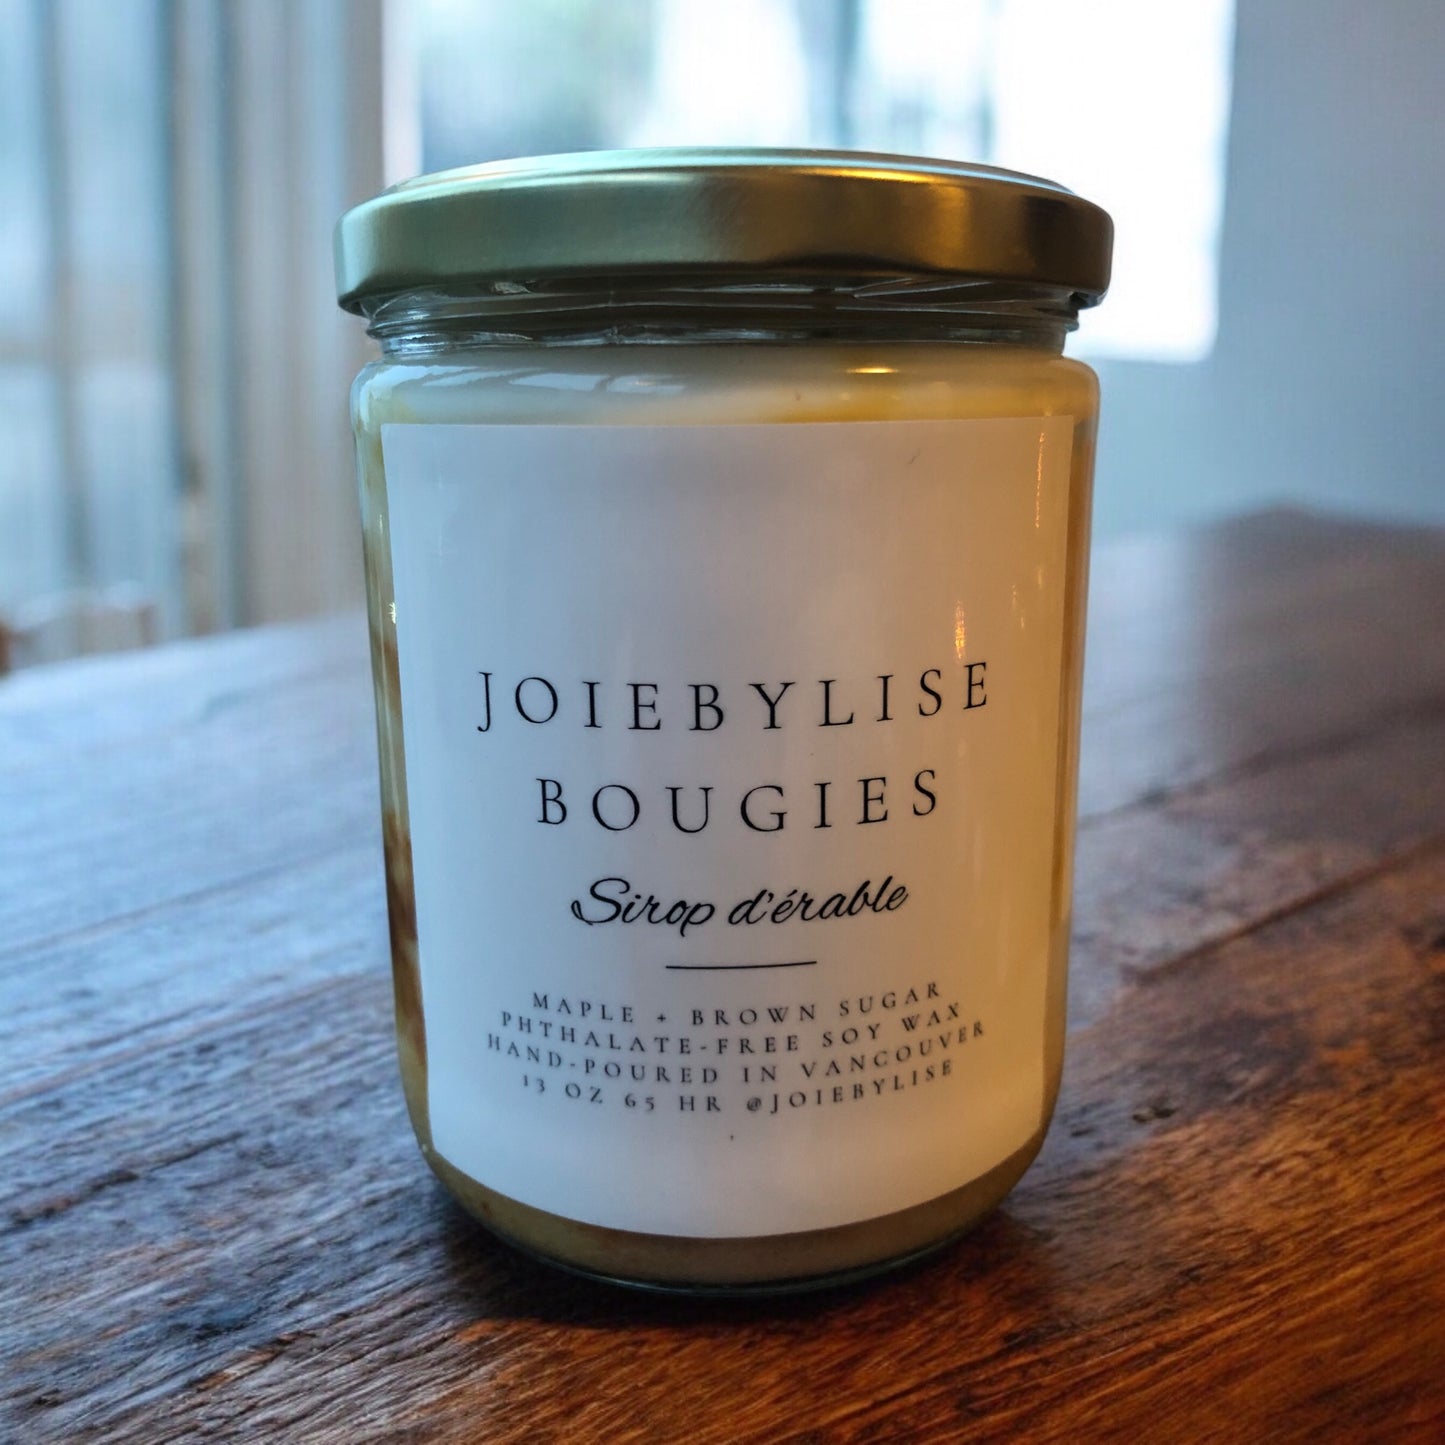 JOIEBYLISE
BOUGIES
Sirop d'érable
MAPLE + BROWN SUGAR
PHTHALATE-FREE SOY WAX
HAND-POURED IN VANCOUVER
13 OZ 65 HR @JOIEBYLISE